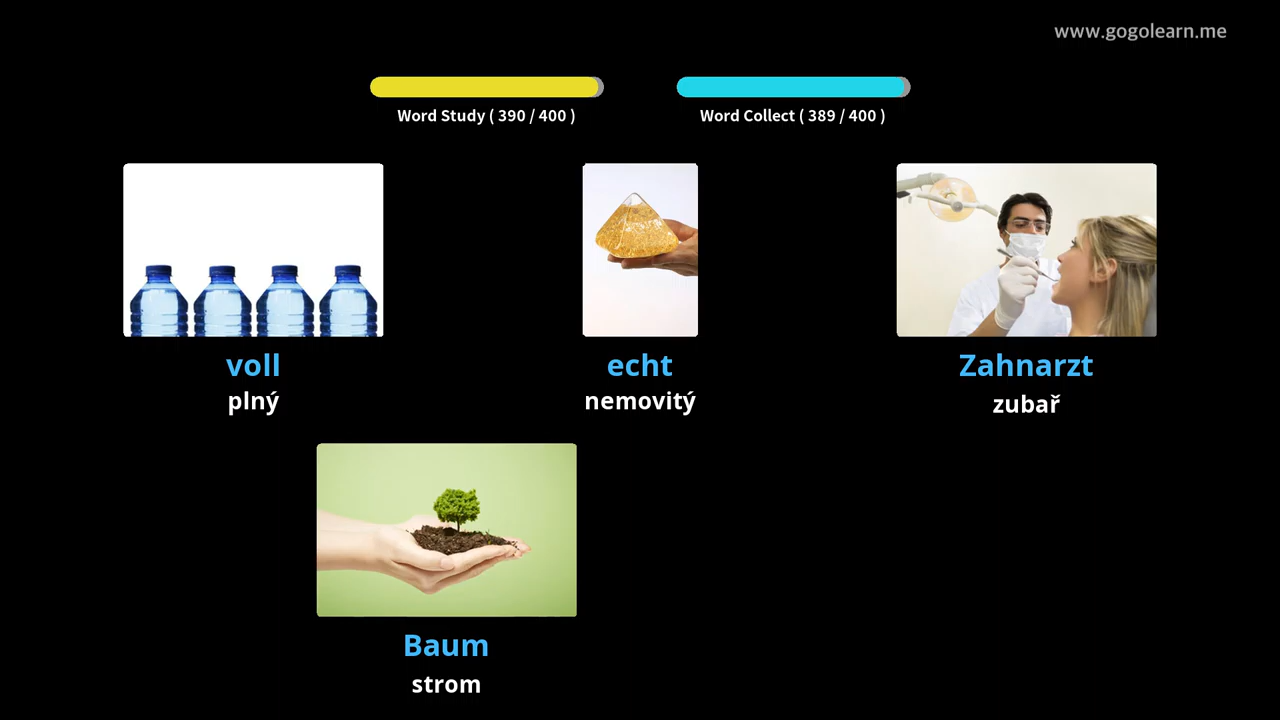 www.gogolearn.me
Word Study ( 390 / 400 )
Word Collect ( 389 / 400 )
voll
plný
echt
nemovitý
Zahnarzt
zubař
Baum
strom